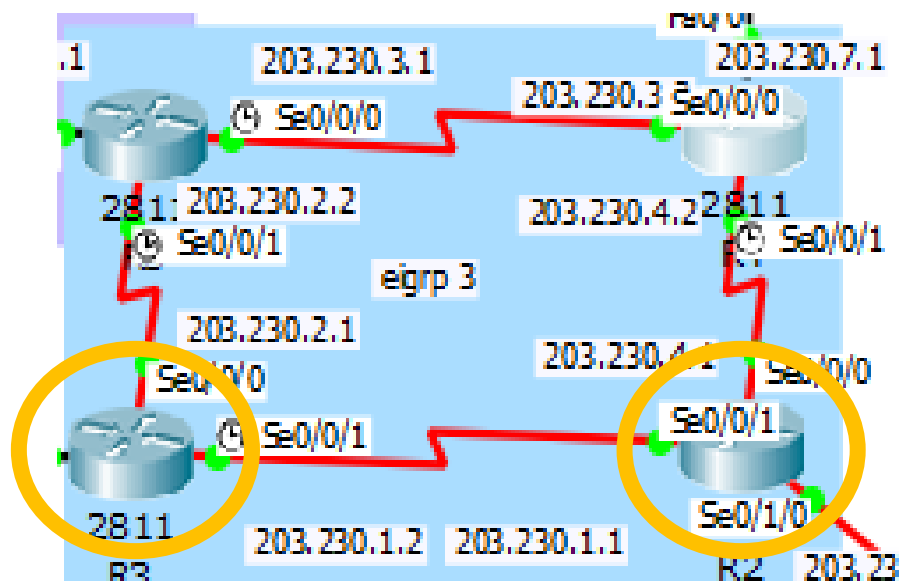 .1
203.230.3.1
203.230.7.1
203.230.3
Se0/0/0
Se0/0/0
2811
203.230.2.2
203.230.4.2
2811
Se0/0/1
Se0/0/1
eigrp 3
203.230.2.1
203.230.4.1
Se0/0/0
Se0/0/0
Se0/0/1
Se0/0/1
2811
Se0/1/0
203.230.1.2
203.230.1.1
R3
R2
203.23